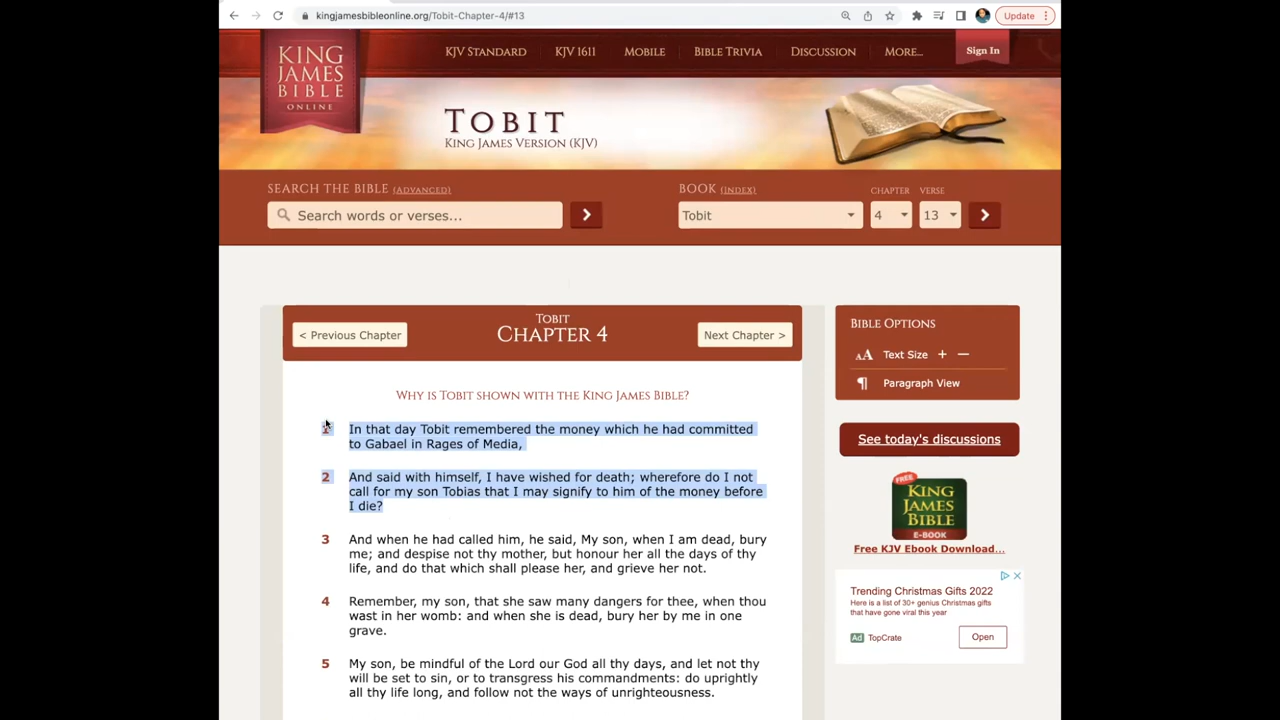 kingjamesbibleonline.org/Tobit-Chapter-4/#13
Update
KING
JAMES
BIBLE
ONLINE
KJV STANDARD
KJV 1611
MOBILE
BIBLE TRIVIA
DISCUSSION
MORE...
Sign In
TOBIT
KING JAMES VERSION (KJV)
SEARCH THE BIBLE (ADVANCED)
BOOK (INDEX)
CHAPTER
VERSE
Search words or verses...
Tobit
4
13
TOBIT
CHAPTER 4
< Previous Chapter
Next Chapter >
WHY IS TOBIT SHOWN WITH THE KING JAMES BIBLE?
1 In that day Tobit remembered the money which he had committed
to Gabael in Rages of Media,
2 And said with himself, I have wished for death; wherefore do I not
call for my son Tobias that I may signify to him of the money before
I die?
3 And when he had called him, he said, My son, when I am dead, bury
me; and despise not thy mother, but honour her all the days of thy
life, and do that which shall please her, and grieve her not.
4 Remember, my son, that she saw many dangers for thee, when thou
wast in her womb: and when she is dead, bury her by me in one
grave.
5 My son, be mindful of the Lord our God all thy days, and let not thy
will be set to sin, or to transgress his commandments: do uprightly
all thy life long, and follow not the ways of unrighteousness.
BIBLE OPTIONS
AA Text Size + −
¶ Paragraph View
See today's discussions
FREE
KING
JAMES
BIBLE
E-BOOK
Free KJV Ebook Download...
Trending Christmas Gifts 2022
Here is a list of 30+ genius Christmas gifts
that have gone viral this year
Ad TopCrate
Open